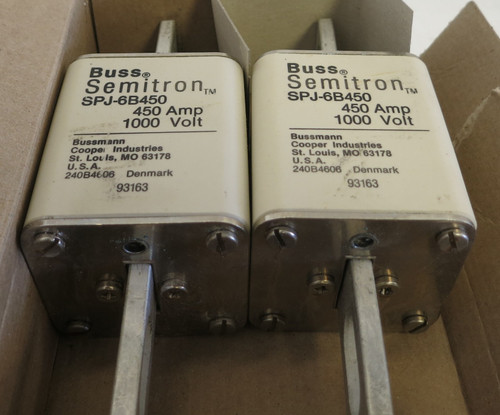 Buss®
Semitron™
SPJ-6B450
450 Amp
1000 Volt
Bussmann
Cooper Industries
St. Louis, MO 63178
U.S.A.
240B4606 Denmark
93163
Buss®
Semitron™
SPJ-6B450
450 Amp
1000 Volt
Bussmann
Cooper Industries
St. Louis, MO 63178
U.S.A.
240B4606 Denmark
93163